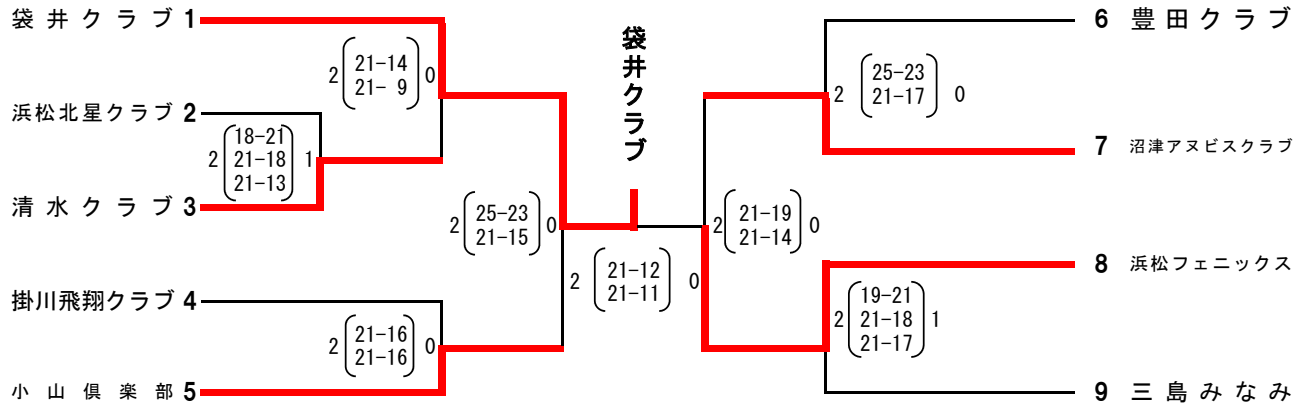 袋井クラブ 1
浜松北星クラブ 2
清水クラブ 3
掛川飛翔クラブ 4
小山倶楽部 5
2 21-14 0
21- 9
18-21
2 21-18 1
21-13
2 25-23 0
21-15
2 21-16 0
21-16
袋井クラブ
2 21-12 0
21-11
2 25-23 0
21-17
2 21-19 0
21-14
19-21
2 21-18 1
21-17
6 豊田クラブ
7 沼津アヌビスクラブ
8 浜松フェニックス
9 三島みなみ